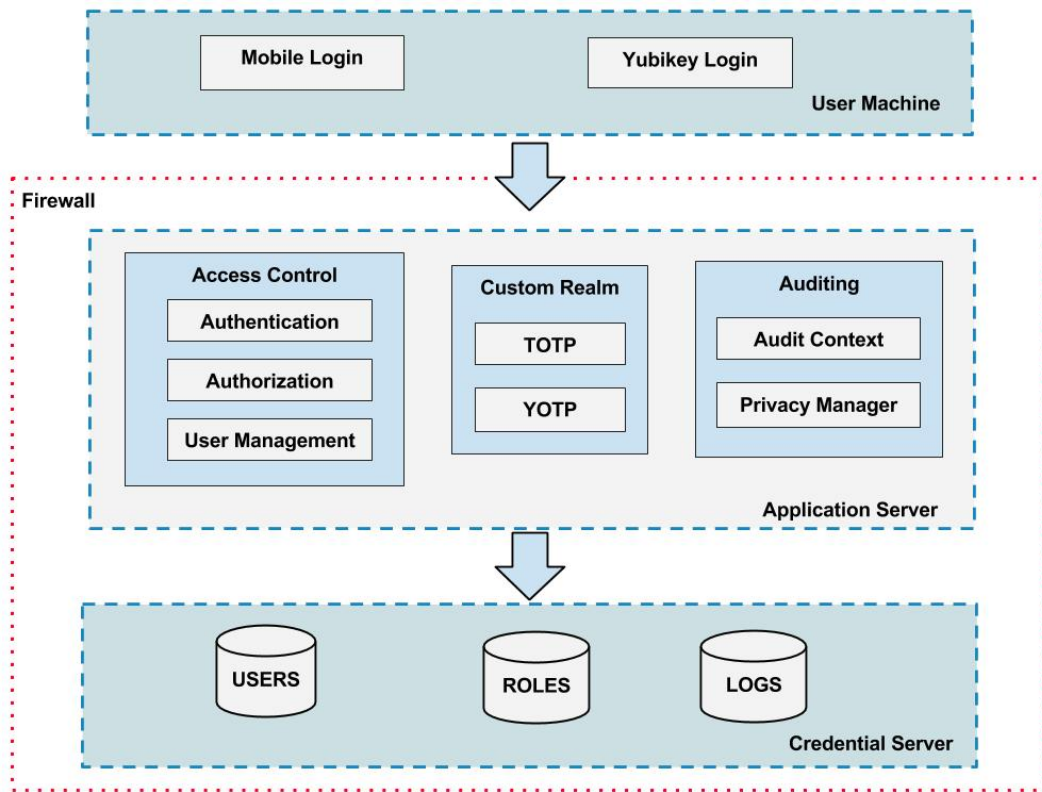 Mobile Login
Yubikey Login
User Machine
Firewall
Access Control
Authentication
Authorization
User Management
Custom Realm
TOTP
YOTP
Auditing
Audit Context
Privacy Manager
Application Server
USERS
ROLES
LOGS
Credential Server